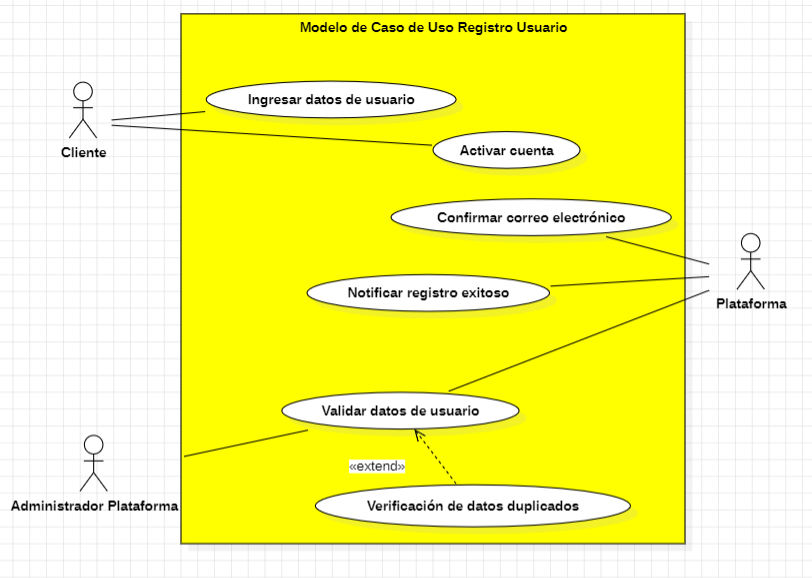 Modelo de Caso de Uso Registro Usuario
Ingresar datos de usuario
Cliente
Activar cuenta
Confirmar correo electrónico
Notificar registro exitoso
Plataforma
Validar datos de usuario
«extend»
Administrador Plataforma
Verificación de datos duplicados